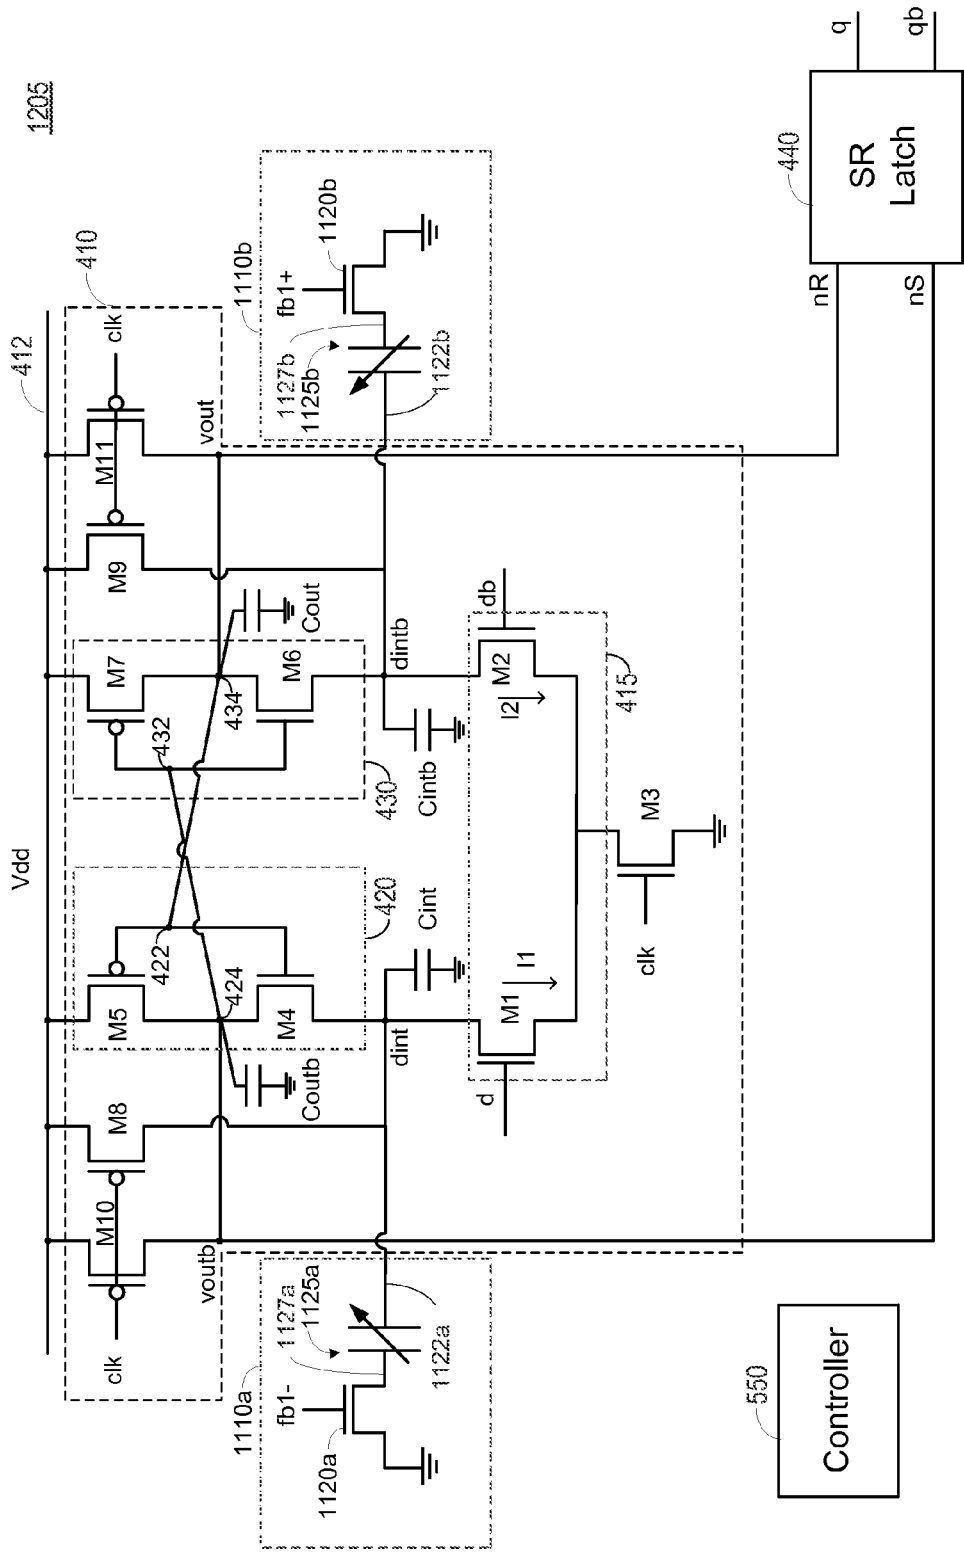 1205
Vdd
412
410
clk
M10
M8
M5
422
432
M7
M9
M11
clk
voutb
424
M4
Coutb
420
434
M6
Cout
430
vout
1110a
fb1-
1120a
1127a
1125a
1122a
dint
Cint
Cintb
dintb
1110b
fb1+
1120b
1127b
1125b
1122b
d
M1
I1
I2
M2
db
415
clk
M3
550
Controller
nR
nS
440
SR
Latch
q
qb